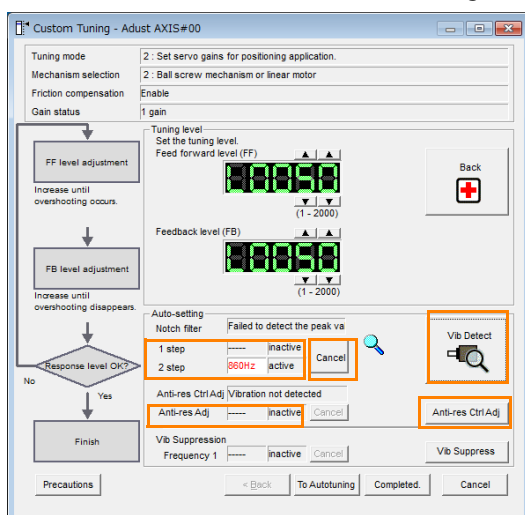 Custom Tuning - Adust AXIS#00
Tuning mode 2 : Set servo gains for positioning application.
Mechanism selection 2 : Ball screw mechanism or linear motor
Friction compensation Enable
Gain status 1 gain
FF level adjustment
Increase until
overshooting occurs.
FB level adjustment
Increase until
overshooting disappears.
Response level OK?
No
Yes
Finish
Tuning level
Set the tuning level.
Feed forward level (FF)
L0050
(1 - 2000)
Feedback level (FB)
L0050
(1 - 2000)
Back
Auto-setting
Notch filter Failed to detect the peak va
1 step ----- inactive
2 step 860Hz active
Cancel
Vib Detect
Anti-res Ctrl Adj Vibration not detected
Anti-res Adj ----- inactive Cancel
Anti-res Ctrl Adj
Vib Suppression
Frequency 1 ----- inactive Cancel
Vib Suppress
Precautions
< Back
To Autotuning
Completed.
Cancel